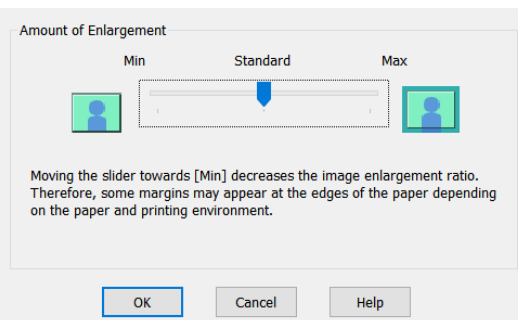 Amount of Enlargement
Min Standard Max
Moving the slider towards [Min] decreases the image enlargement ratio.
Therefore, some margins may appear at the edges of the paper depending
on the paper and printing environment.
OK Cancel Help